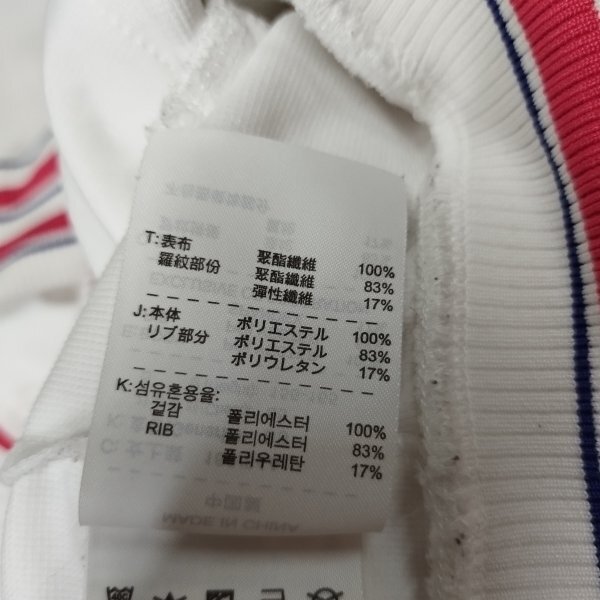 T:表布 聚酯纖維 100%
羅紋部份 聚酯纖維 83%
彈性纖維 17%
J:本体 ポリエステル 100%
リブ部分 ポリエステル 83%
ポリウレタン 17%
K:섬유혼용율:
겉감 폴리에스터 100%
RIB 폴리에스터 83%
폴리우레탄 17%
中国製
MADE IN CHINA